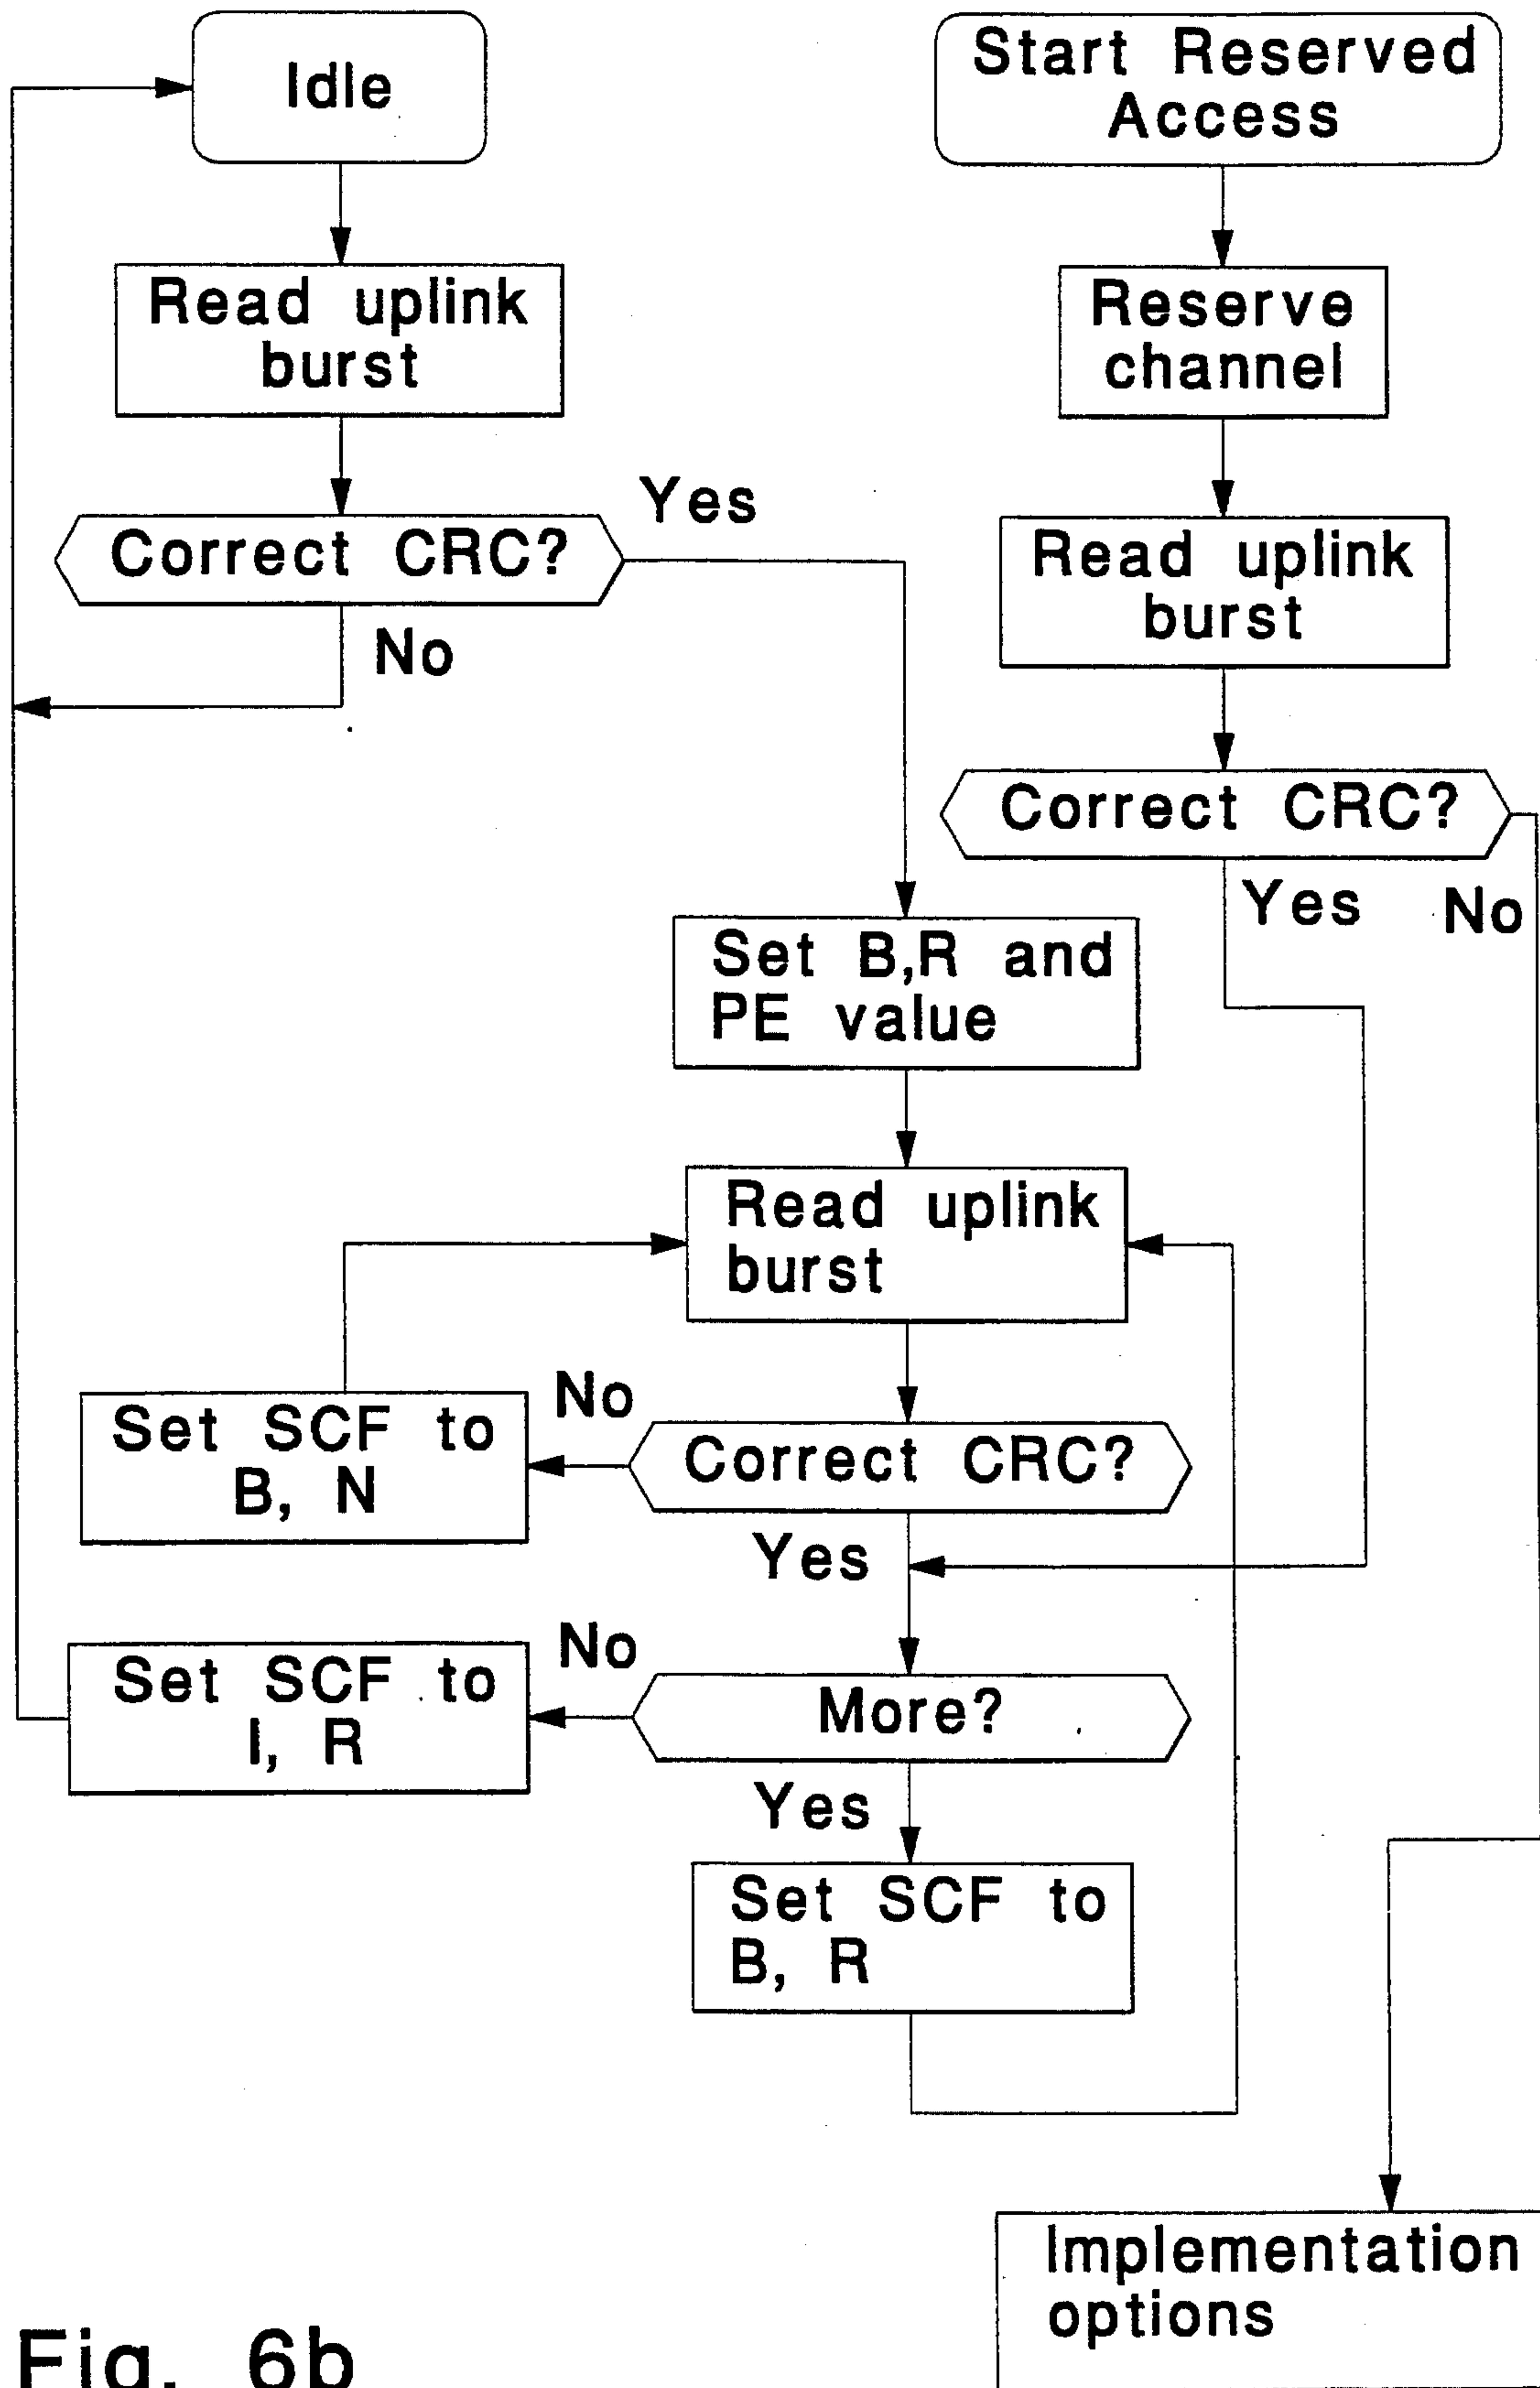 Idle
Start Reserved
Access
Read uplink
burst
Reserve
channel
Correct CRC?
Yes
No
Read uplink
burst
Correct CRC?
Yes
No
Set B,R and
PE value
Read uplink
burst
Set SCF to
B, N
No
Correct CRC?
Yes
Set SCF to
I, R
No
More?
Yes
Set SCF to
B, R
Implementation
options
Fig. 6b